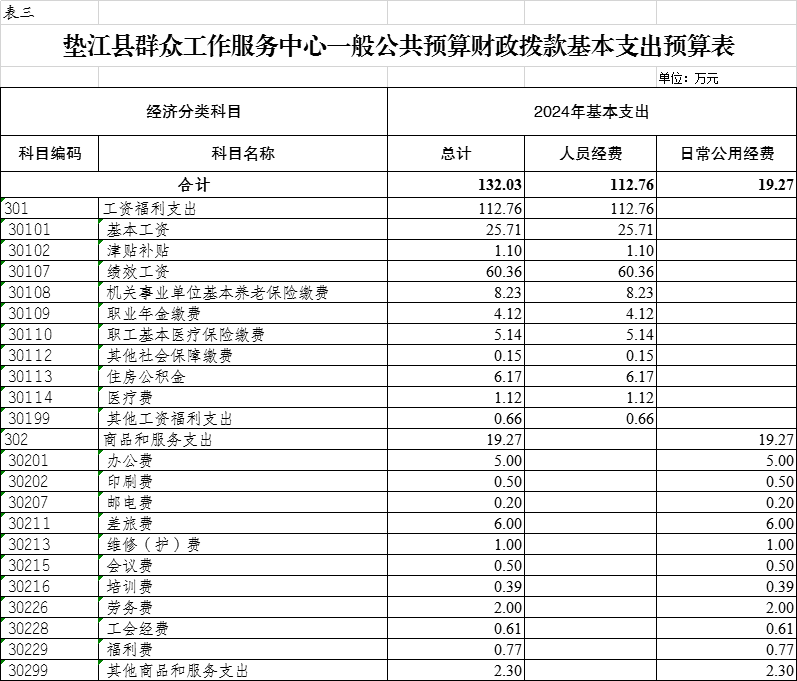 表三
垫江县群众工作服务中心一般公共预算财政拨款基本支出预算表
单位：万元
经济分类科目 2024年基本支出
科目编码 科目名称 总计 人员经费 日常公用经费
合计 132.03 112.76 19.27
301 工资福利支出 112.76 112.76
30101 基本工资 25.71 25.71
30102 津贴补贴 1.10 1.10
30107 绩效工资 60.36 60.36
30108 机关事业单位基本养老保险缴费 8.23 8.23
30109 职业年金缴费 4.12 4.12
30110 职工基本医疗保险缴费 5.14 5.14
30112 其他社会保障缴费 0.15 0.15
30113 住房公积金 6.17 6.17
30114 医疗费 1.12 1.12
30199 其他工资福利支出 0.66 0.66
302 商品和服务支出 19.27 19.27
30201 办公费 5.00 5.00
30202 印刷费 0.50 0.50
30207 邮电费 0.20 0.20
30211 差旅费 6.00 6.00
30213 维修（护）费 1.00 1.00
30215 会议费 0.50 0.50
30216 培训费 0.39 0.39
30226 劳务费 2.00 2.00
30228 工会经费 0.61 0.61
30229 福利费 0.77 0.77
30299 其他商品和服务支出 2.30 2.30